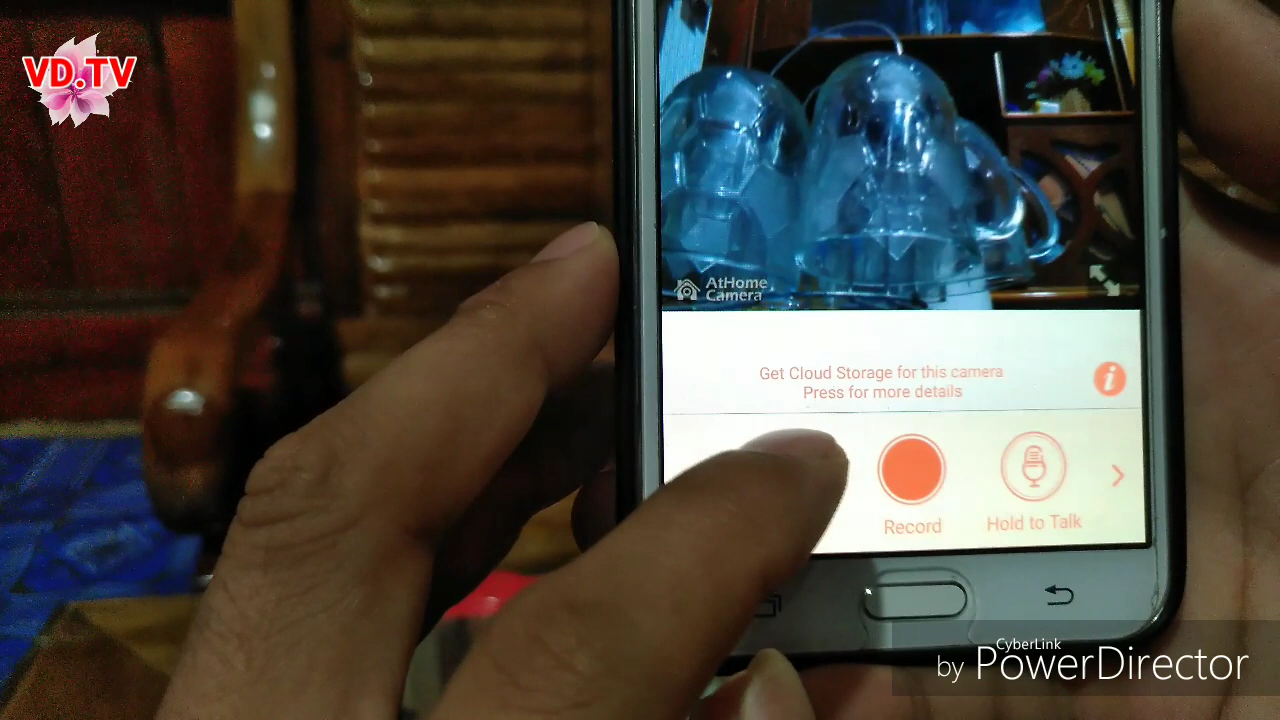 VD.TV
AtHome
Camera
Get Cloud Storage for this camera
Press for more details
i
Record
Hold to Talk
CyberLink
by PowerDirector